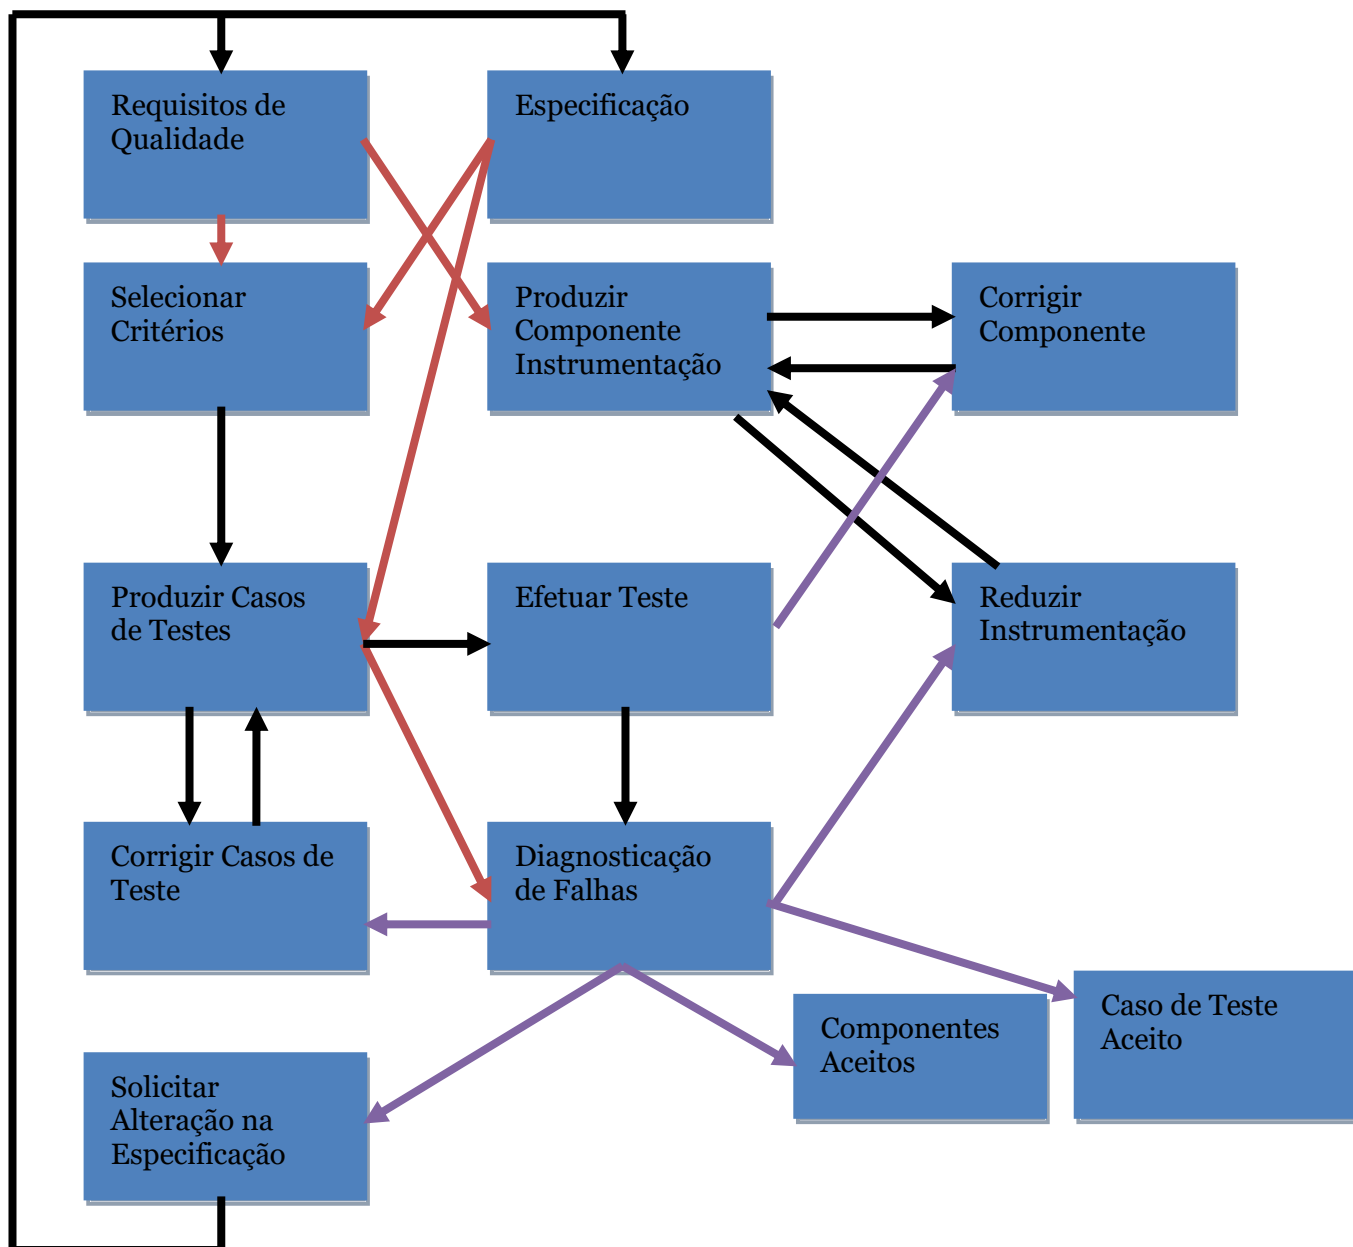 Requisitos de
Qualidade
Especificação
Selecionar
Critérios
Produzir
Componente
Instrumentação
Corrigir
Componente
Produzir Casos
de Testes
Efetuar Teste
Reduzir
Instrumentação
Corrigir Casos de
Teste
Diagnosticação
de Falhas
Componentes
Aceitos
Caso de Teste
Aceito
Solicitar
Alteração na
Especificação